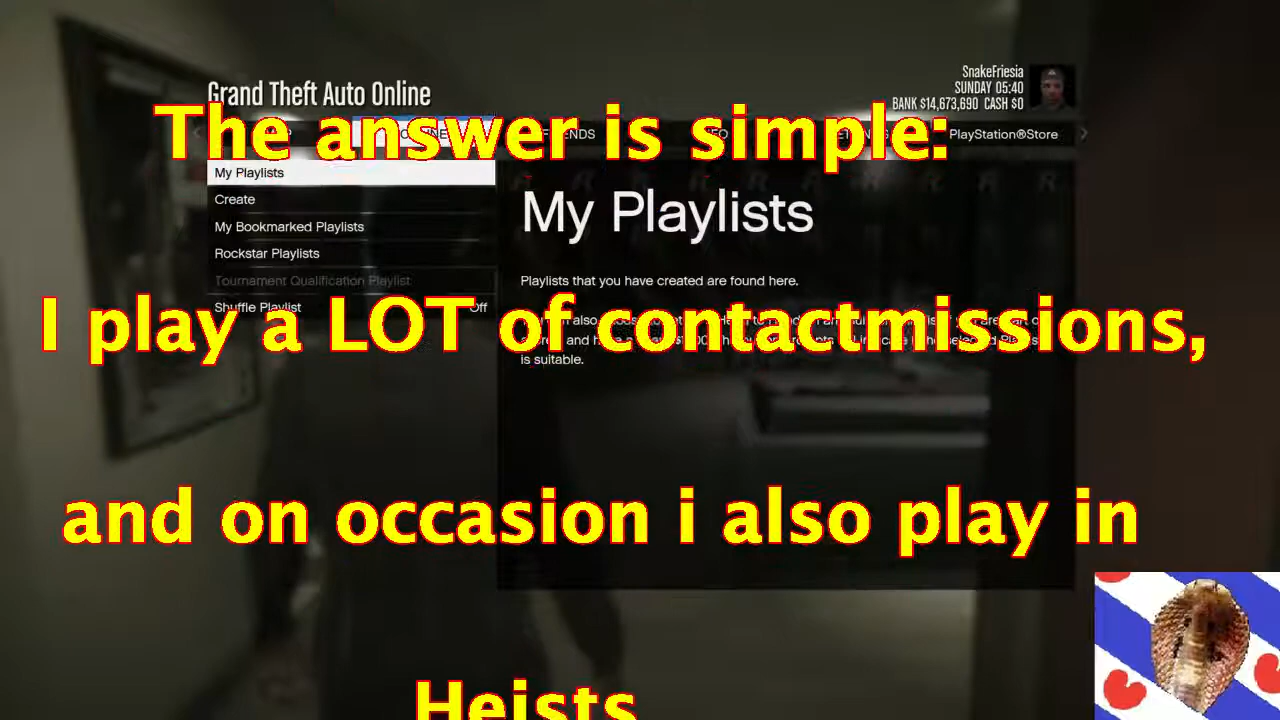 Grand Theft Auto Online
SnakeFriesia
SUNDAY 05:40
BANK $14,673,690 CASH $0
The answer is simple:
PlayStation®Store
My Playlists
Create
My Bookmarked Playlists
Rockstar Playlists
Tournament Qualification Playlist
Shuffle Playlist Off
My Playlists
Playlists that you have created are found here.
is suitable.
I play a LOT of contactmissions,
and on occasion i also play in
Heists